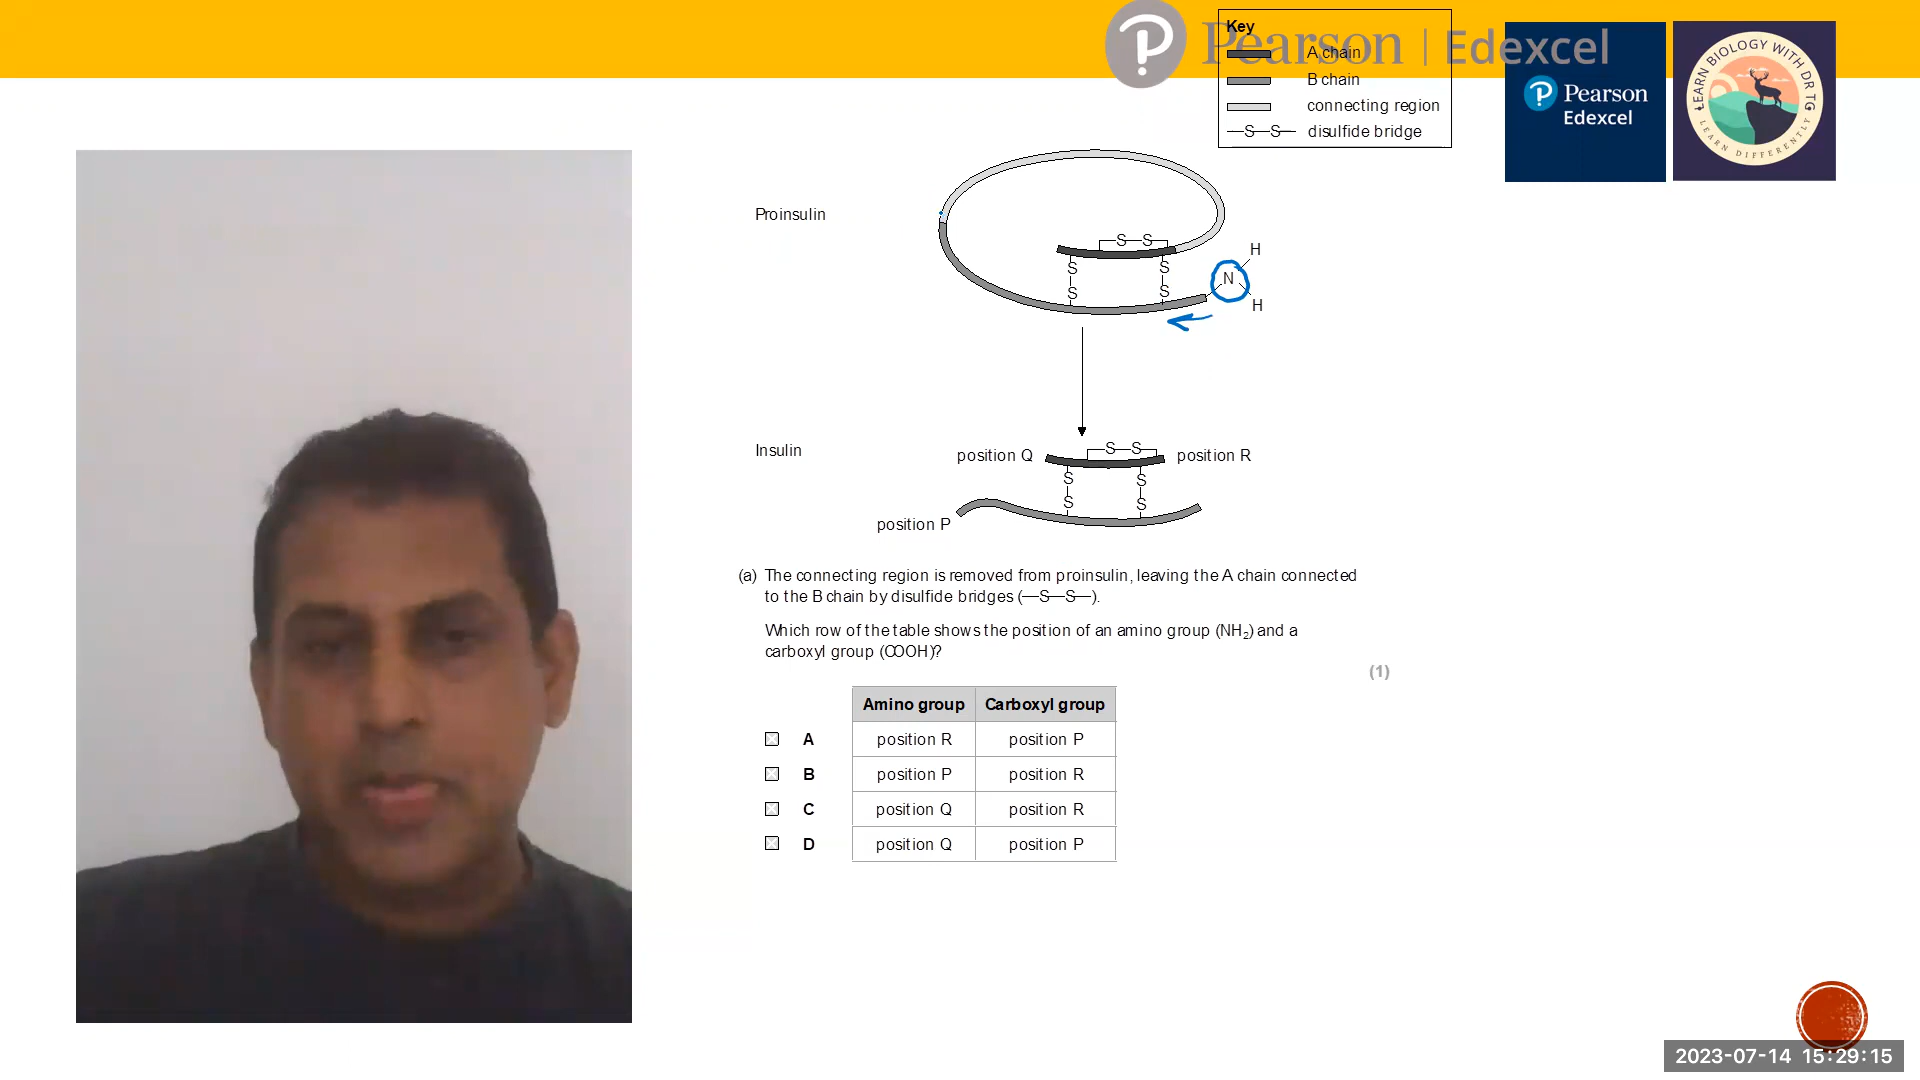 Pearson | Edexcel
Key
A chain
B chain
connecting region
—S—S— disulfide bridge
Pearson
Edexcel
LEARN BIOLOGY WITH DR TG
LEARN DIFFERENTLY
Proinsulin
S S
S S
S S
H
N
H
Insulin
position Q
S S
position R
S S
S S
position P
(a) The connecting region is removed from proinsulin, leaving the A chain connected
to the B chain by disulfide bridges (—S—S—).
Which row of the table shows the position of an amino group (NH₂) and a
carboxyl group (COOH)?
(1)
Amino group Carboxyl group
A position R position P
B position P position R
C position Q position R
D position Q position P
2023-07-14 15:29:15